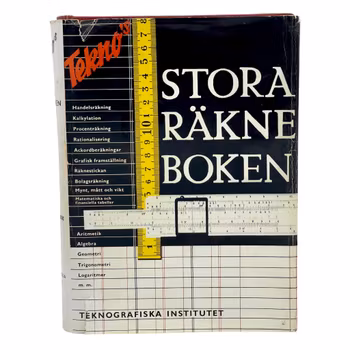 Tekno's
STORA
RÄKNE
BOKEN
Handelsräkning
Kalkylation
Procenträkning
Rationalisering
Ackordberäkningar
Grafisk framställning
Räknestickan
Bolagsräkning
Mynt, mått och vikt
Matematiska och
finansiella tabeller
Aritmetik
Algebra
Geometri
Trigonometri
Logaritmer
m. m.
TEKNOGRAFISKA INSTITUTET